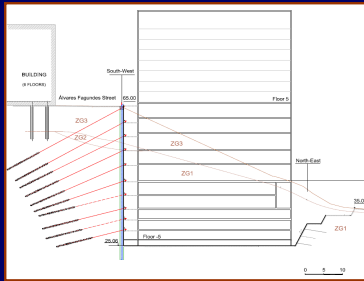 BUILDING
(6 FLOORS)
South-West
Álvares Fagundes Street
65.00
Floor 5
ZG3
ZG2
ZG3
ZG1
North-East
35.0
ZG1
Floor -5
25.06
0 5 10